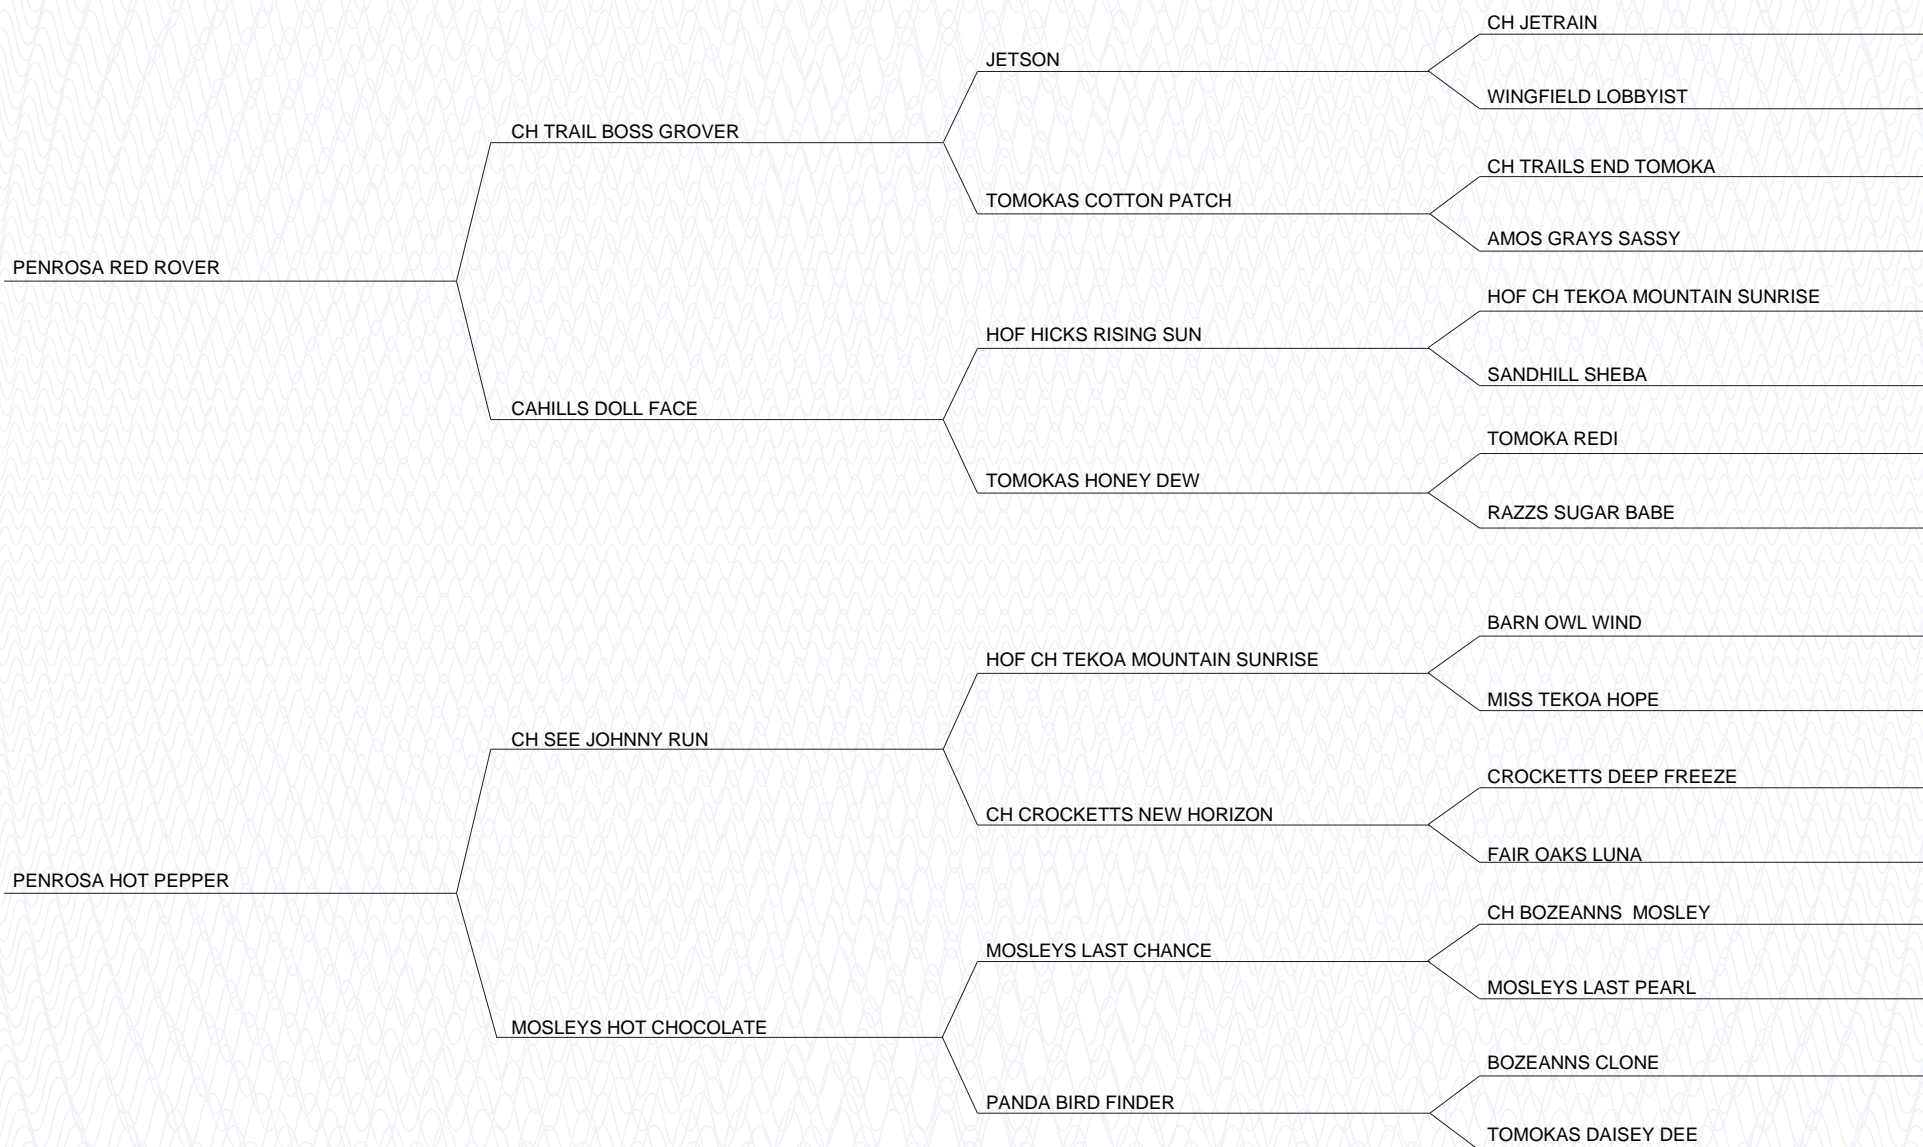 CH JETRAIN
JETSON
WINGFIELD LOBBYIST
CH TRAIL BOSS GROVER
CH TRAILS END TOMOKA
TOMOKAS COTTON PATCH
AMOS GRAYS SASSY
PENROSA RED ROVER
HOF CH TEKOA MOUNTAIN SUNRISE
HOF HICKS RISING SUN
SANDHILL SHEBA
CAHILLS DOLL FACE
TOMOKA REDI
TOMOKAS HONEY DEW
RAZZS SUGAR BABE
BARN OWL WIND
HOF CH TEKOA MOUNTAIN SUNRISE
MISS TEKOA HOPE
CH SEE JOHNNY RUN
CROCKETTS DEEP FREEZE
CH CROCKETTS NEW HORIZON
FAIR OAKS LUNA
PENROSA HOT PEPPER
CH BOZEANNS  MOSLEY
MOSLEYS LAST CHANCE
MOSLEYS LAST PEARL
MOSLEYS HOT CHOCOLATE
BOZEANNS CLONE
PANDA BIRD FINDER
TOMOKAS DAISEY DEE